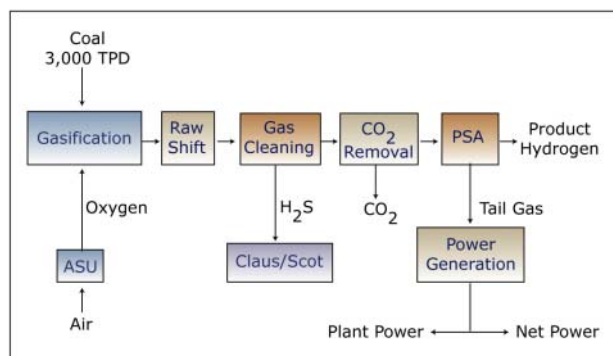 Coal
3,000 TPD
Gasification
Raw
Shift
Gas
Cleaning
CO2
Removal
PSA
Product
Hydrogen
Oxygen
H2S
CO2
Tail Gas
ASU
Claus/Scot
Power
Generation
Air
Plant Power
Net Power